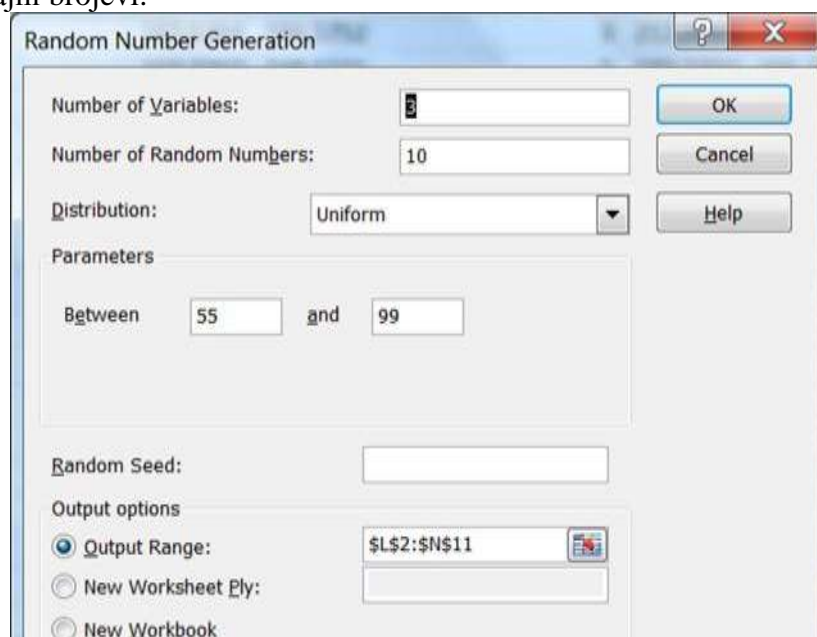 brojevi:
Random Number Generation
Number of Variables: 3 OK
Number of Random Numbers: 10 Cancel
Distribution: Uniform Help
Parameters
Between 55 and 99
Random Seed:
Output options
Output Range: $L$2:$N$11
New Worksheet Ply:
New Workbook